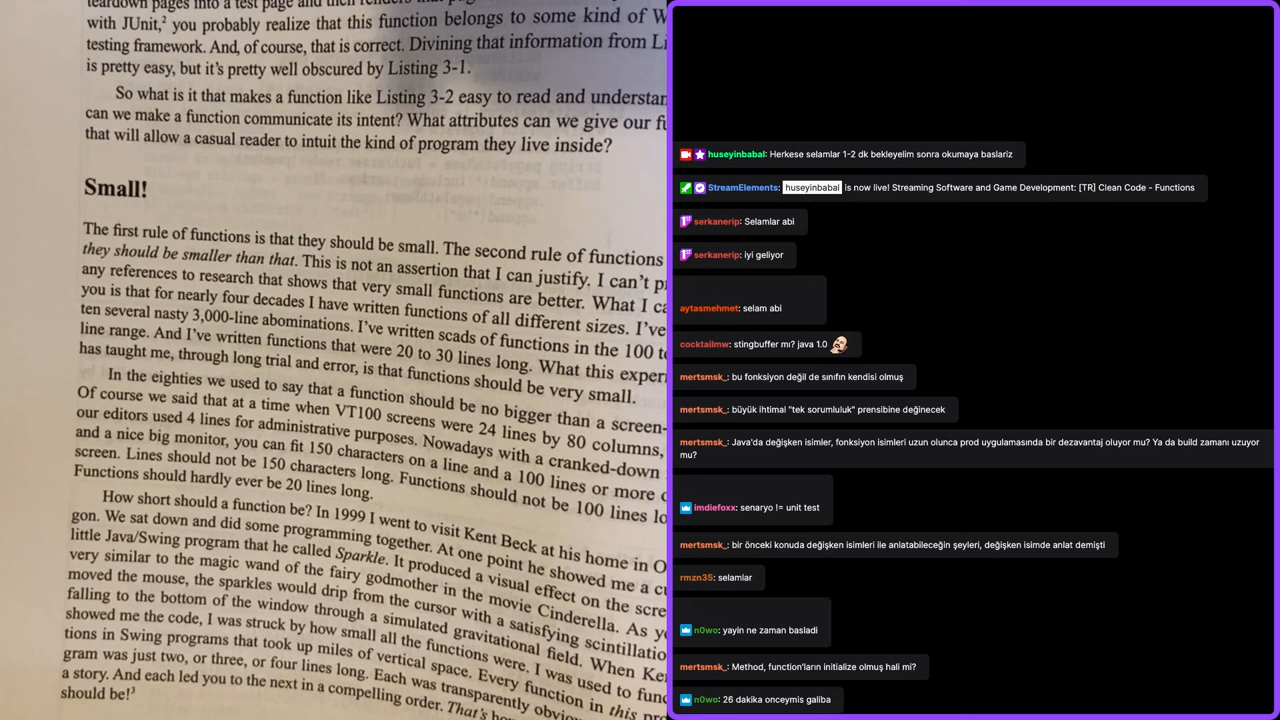 teardown pages into a test page and then renders that
with JUnit,² you probably realize that this function belongs to some kind of W
testing framework. And, of course, that is correct. Divining that information from Li
is pretty easy, but it's pretty well obscured by Listing 3-1.
So what is it that makes a function like Listing 3-2 easy to read and understan
can we make a function communicate its intent? What attributes can we give our fu
that will allow a casual reader to intuit the kind of program they live inside?
Small!
The first rule of functions is that they should be small. The second rule of functions
they should be smaller than that. This is not an assertion that I can justify. I can't p
any references to research that shows that very small functions are better. What I ca
you is that for nearly four decades I have written functions of all different sizes. I've
ten several nasty 3,000-line abominations. I've written scads of functions in the 100 t
line range. And I've written functions that were 20 to 30 lines long. What this exper
has taught me, through long trial and error, is that functions should be very small.
In the eighties we used to say that a function should be no bigger than a screen-
Of course we said that at a time when VT100 screens were 24 lines by 80 columns,
our editors used 4 lines for administrative purposes. Nowadays with a cranked-down
and a nice big monitor, you can fit 150 characters on a line and a 100 lines or more o
screen. Lines should not be 150 characters long. Functions should not be 100 lines lo
Functions should hardly ever be 20 lines long.
How short should a function be? In 1999 I went to visit Kent Beck at his home in O
gon. We sat down and did some programming together. At one point he showed me a cu
little Java/Swing program that he called Sparkle. It produced a visual effect on the scre
very similar to the magic wand of the fairy godmother in the movie Cinderella. As yo
moved the mouse, the sparkles would drip from the cursor with a satisfying scintillatio
falling to the bottom of the window through a simulated gravitational field. When Ke
showed me the code, I was struck by how small all the functions were. I was used to func
tions in Swing programs that took up miles of vertical space. Every function in this pro
gram was just two, or three, or four lines long. Each was transparently obvio
a story. And each led you to the next in a compelling order. That's how
should be!³
huseyinbabal: Herkese selamlar 1-2 dk bekleyelim sonra okumaya baslariz
StreamElements: huseyinbabal is now live! Streaming Software and Game Development: [TR] Clean Code - Functions
serkanerip: Selamlar abi
serkanerip: iyi geliyor
aytasmehmet: selam abi
cocktailmw: stingbuffer mı? java 1.0
mertsmsk_: bu fonksiyon değil de sınıfın kendisi olmuş
mertsmsk_: büyük ihtimal "tek sorumluluk" prensibine değinecek
mertsmsk_: Java'da değişken isimler, fonksiyon isimleri uzun olunca prod uygulamasında bir dezavantaj oluyor mu? Ya da build zamanı uzuyor
mu?
imdiefoxx: senaryo != unit test
mertsmsk_: bir önceki konuda değişken isimleri ile anlatabileceğin şeyleri, değişken isimde anlat demişti
rmzn35: selamlar
n0wo: yayin ne zaman basladi
mertsmsk_: Method, function'ların initialize olmuş hali mi?
n0wo: 26 dakika onceymis galiba